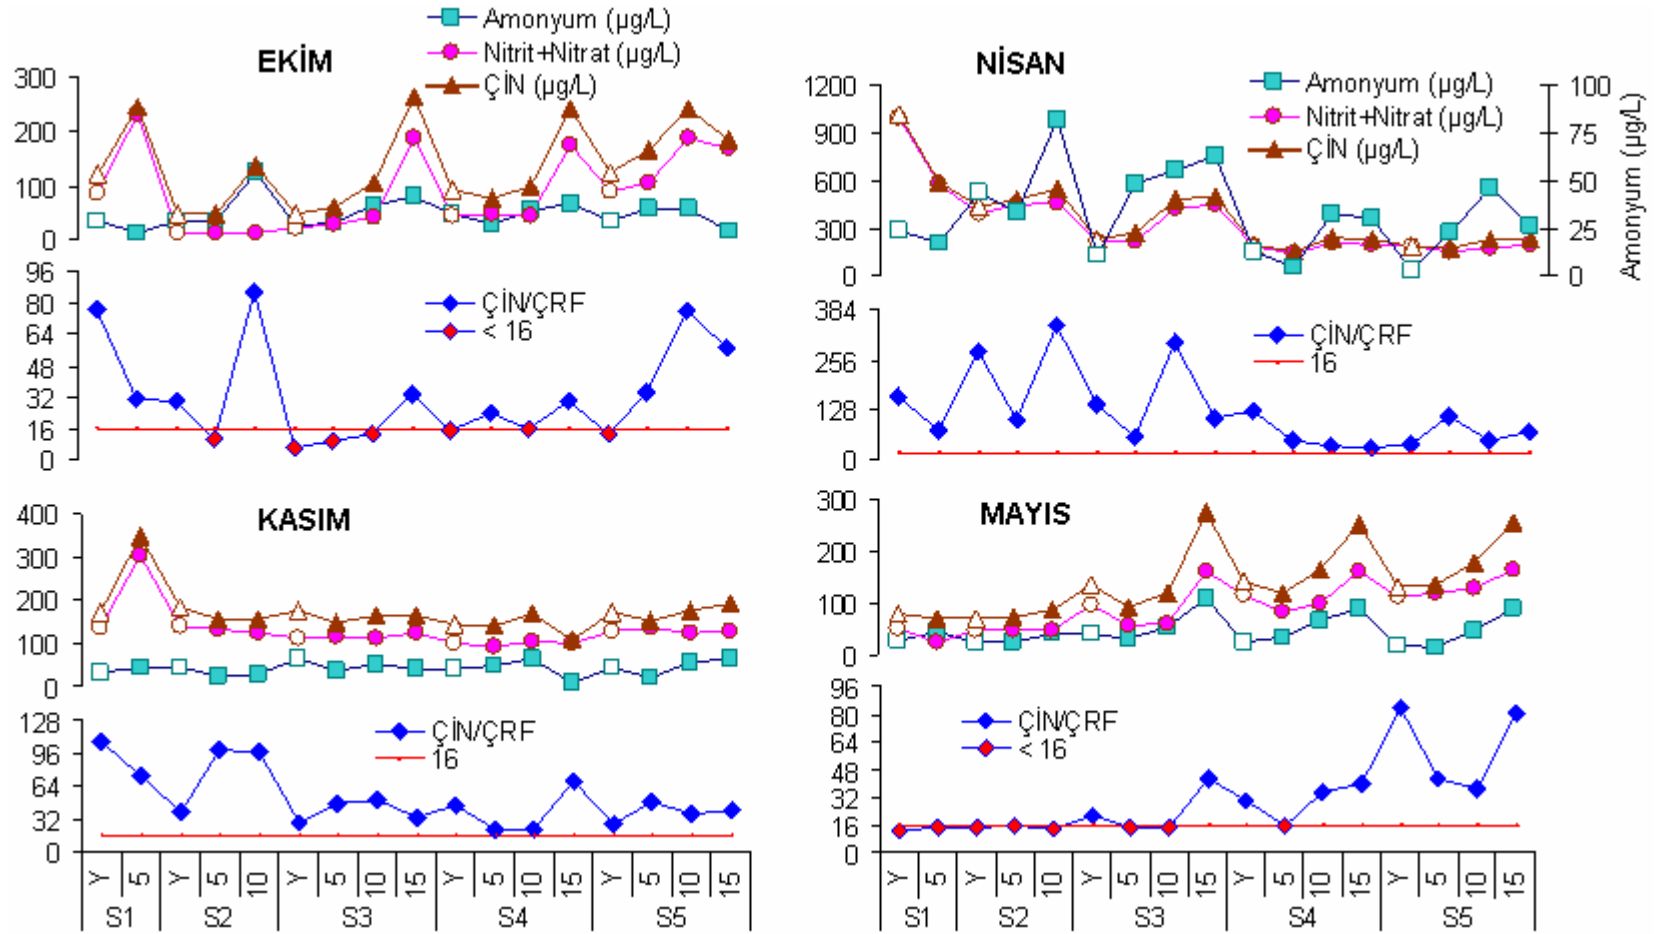 EKİM
Amonyum (µg/L)
Nitrit+Nitrat (µg/L)
ÇİN (µg/L)
300
200
100
0
96
80
64
48
32
16
0
ÇİN/ÇRF
< 16
NİSAN
Amonyum (µg/L)
Nitrit+Nitrat (µg/L)
ÇİN (µg/L)
1200
900
600
300
0
100
75
50
25
0
Amonyum (µg/L)
384
256
128
0
ÇİN/ÇRF
16
KASIM
400
300
200
100
0
128
96
64
32
0
ÇİN/ÇRF
16
Y 5 Y 5 10 Y 5 10 15 Y 5 10 15 Y 5 10 15
S1 S2 S3 S4 S5
MAYIS
300
200
100
0
96
80
64
48
32
16
0
ÇİN/ÇRF
< 16
Y 5 Y 5 10 Y 5 10 15 Y 5 10 15 Y 5 10 15
S1 S2 S3 S4 S5